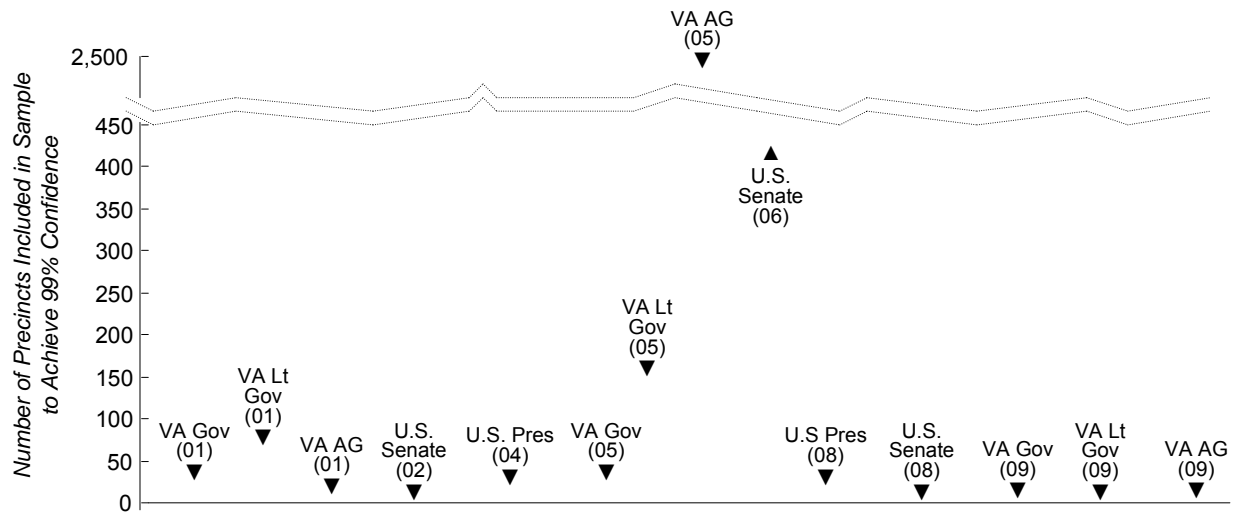 Number of Precincts Included in Sample
to Achieve 99% Confidence
2,500
450
400
350
300
250
200
150
100
50
0
VA Gov
(01)
VA Lt
Gov
(01)
VA AG
(01)
U.S.
Senate
(02)
U.S. Pres
(04)
VA Gov
(05)
VA Lt
Gov
(05)
VA AG
(05)
U.S.
Senate
(06)
U.S Pres
(08)
U.S.
Senate
(08)
VA Gov
(09)
VA Lt
Gov
(09)
VA AG
(09)